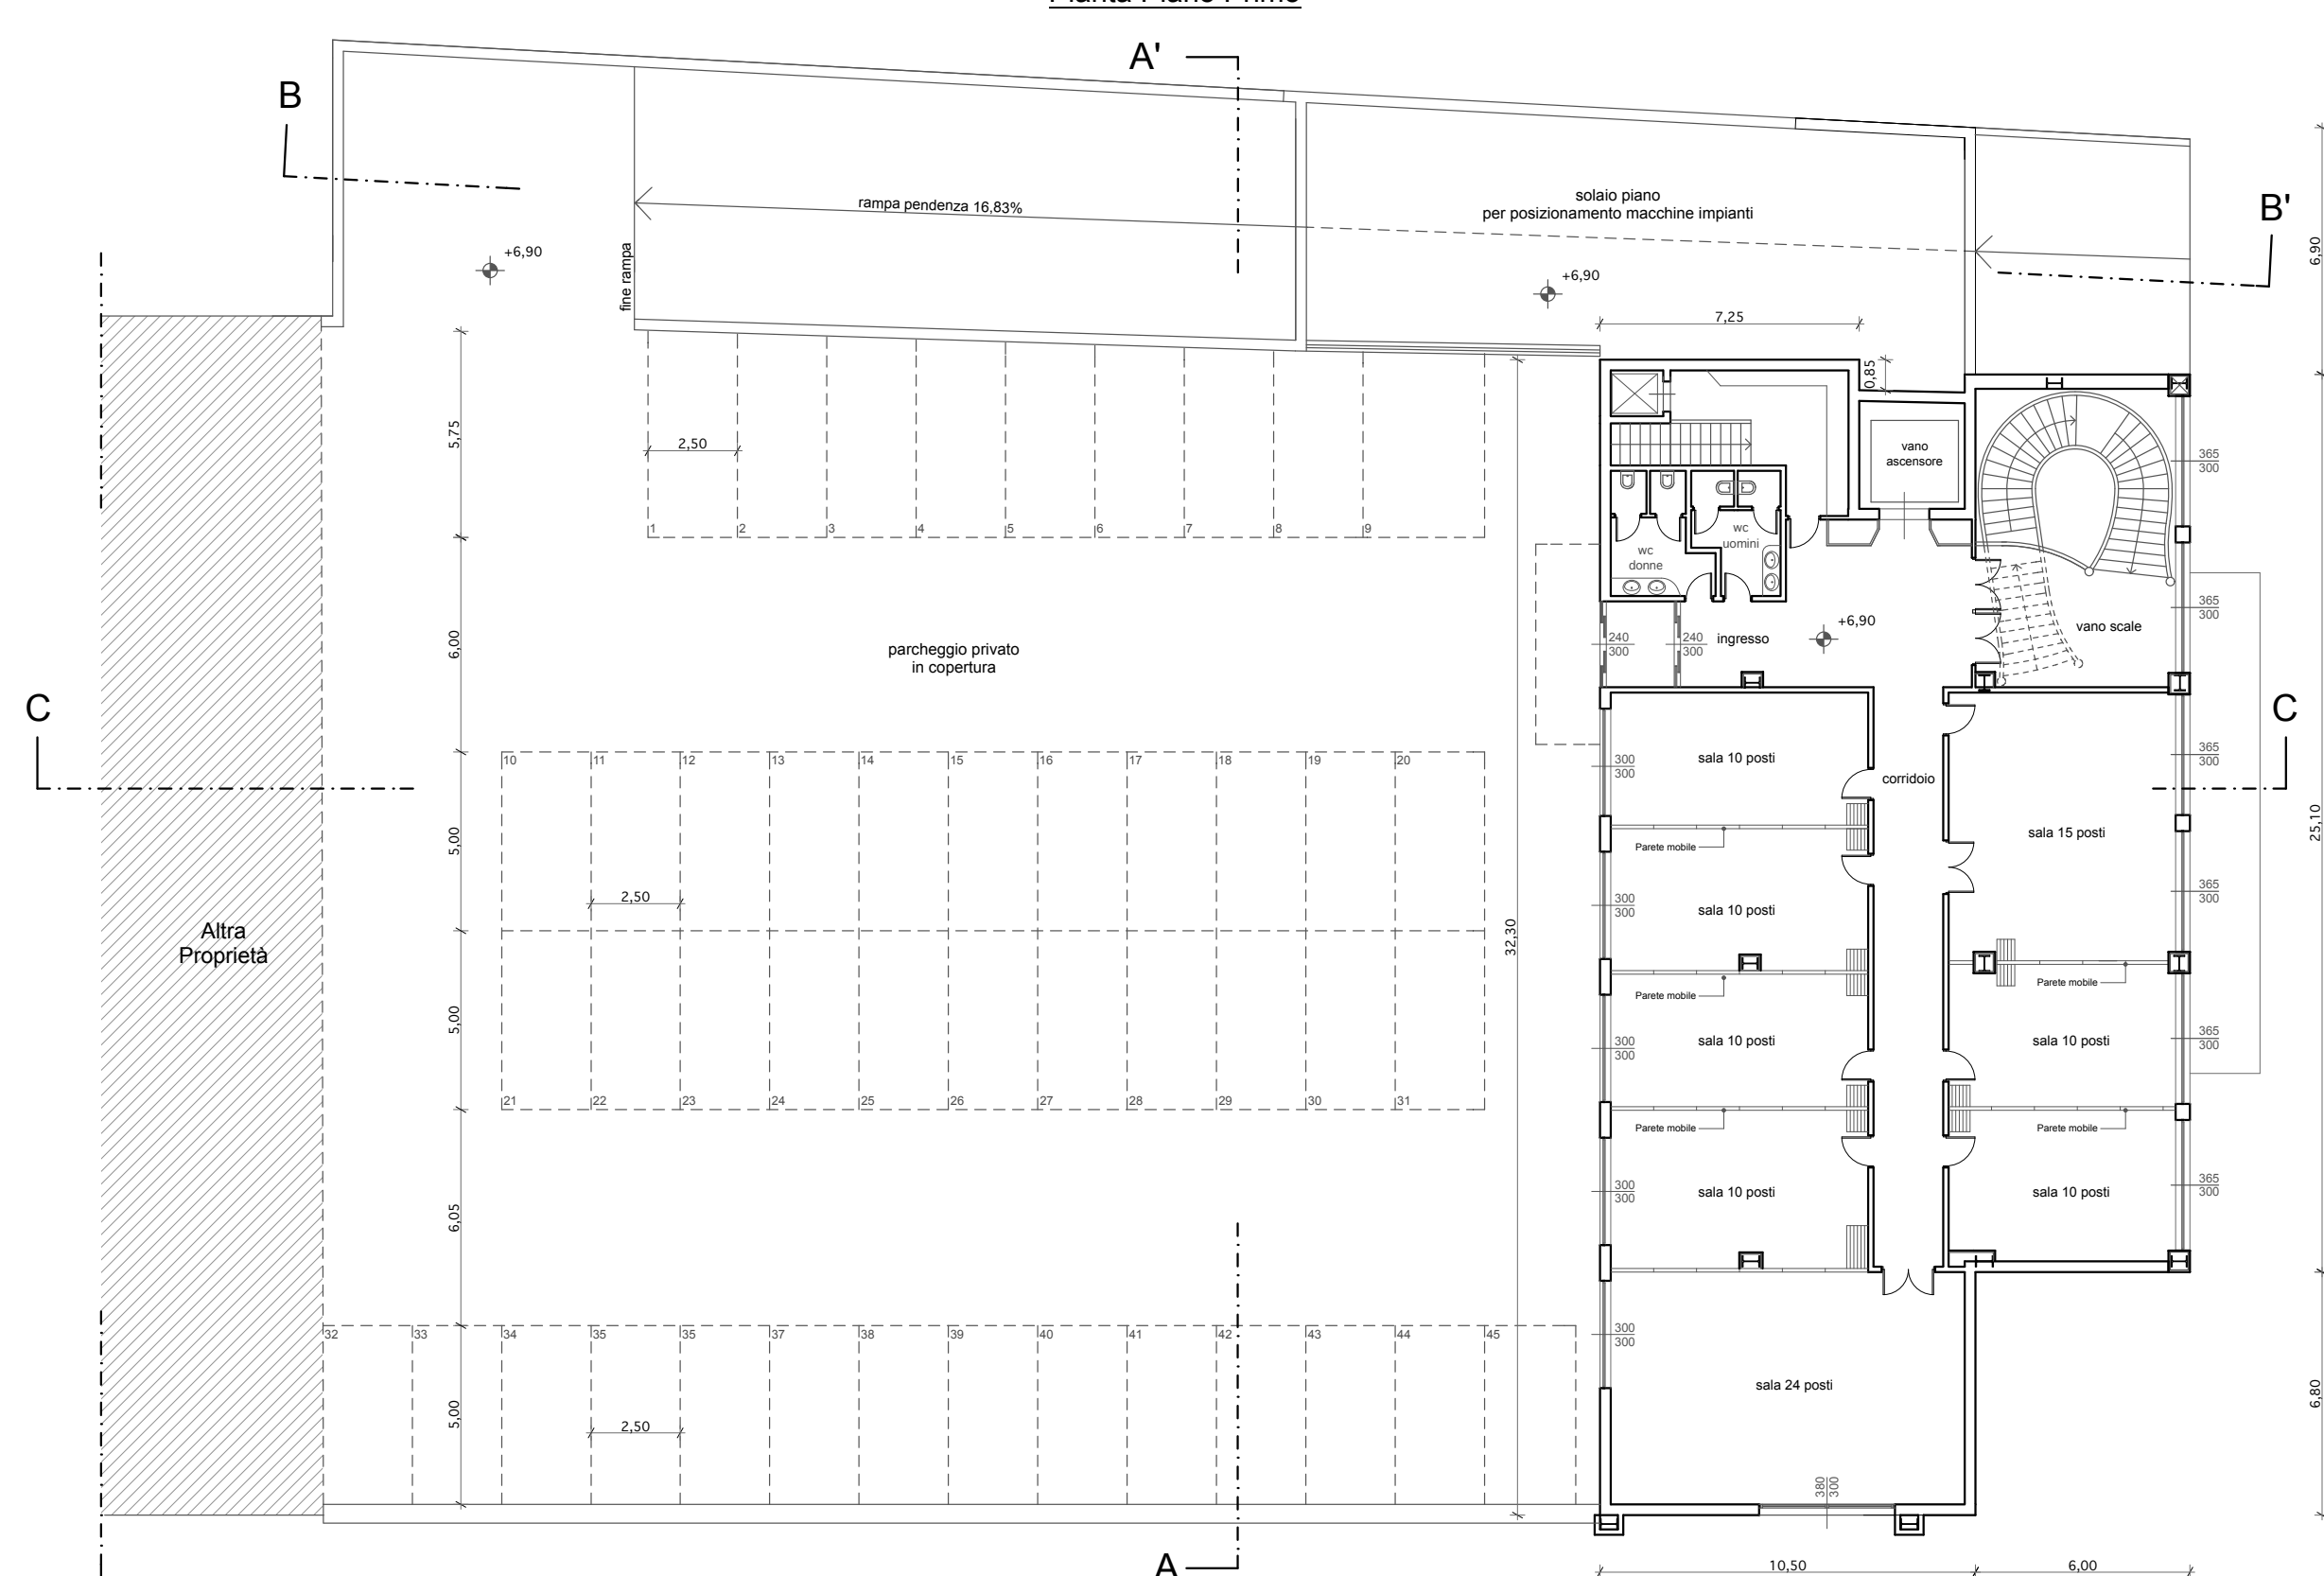 Pianta Piano Primo
A'
B
B'
rampa pendenza 16,83%
solaio piano
per posizionamento macchine impianti
fine rampa
+6,90
+6,90
6,90
7,25
0,85
5,75
2,50
vano
ascensore
365
300
1
2
3
4
5
6
7
8
9
wc
uomini
wc
donne
6,00
parcheggio privato
in copertura
240
300
240
300
ingresso
+6,90
vano scale
365
300
C
C
10
11
12
13
14
15
16
17
18
19
20
300
300
sala 10 posti
corridoio
365
300
5,00
Parete mobile
sala 15 posti
25,10
2,50
300
300
sala 10 posti
365
300
Altra
Proprietà
32,30
Parete mobile
Parete mobile
5,00
300
300
sala 10 posti
sala 10 posti
365
300
21
22
23
24
25
26
27
28
29
30
31
Parete mobile
Parete mobile
6,05
300
300
sala 10 posti
sala 10 posti
365
300
32
33
34
35
35
37
38
39
40
41
42
43
44
45
300
300
5,00
2,50
sala 24 posti
6,80
380
300
A
10,50
6,00